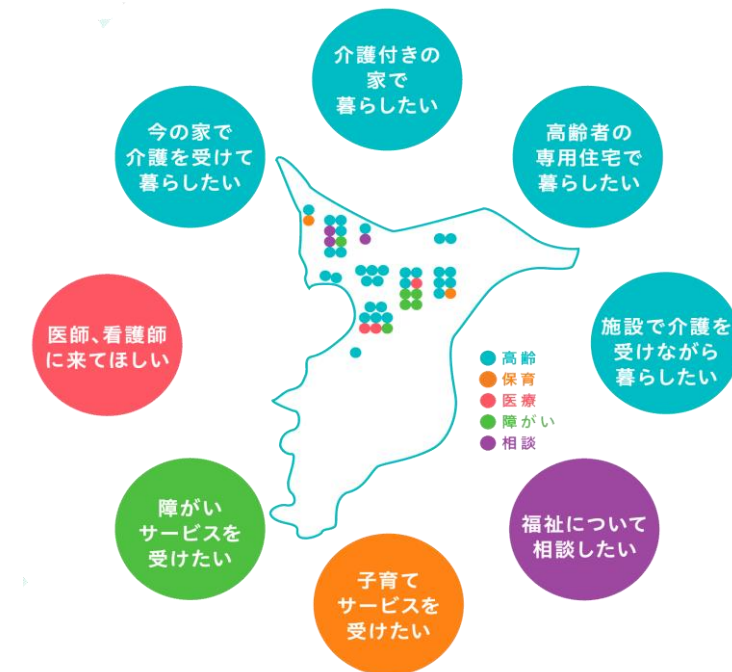 介護付きの
家で
暮らしたい
今の家で
介護を受けて
暮らしたい
高齢者の
専用住宅で
暮らしたい
医師、看護師
に来てほしい
施設で介護を
受けながら
暮らしたい
高齢
保育
医療
障がい
相談
障がい
サービスを
受けたい
福祉について
相談したい
子育て
サービスを
受けたい